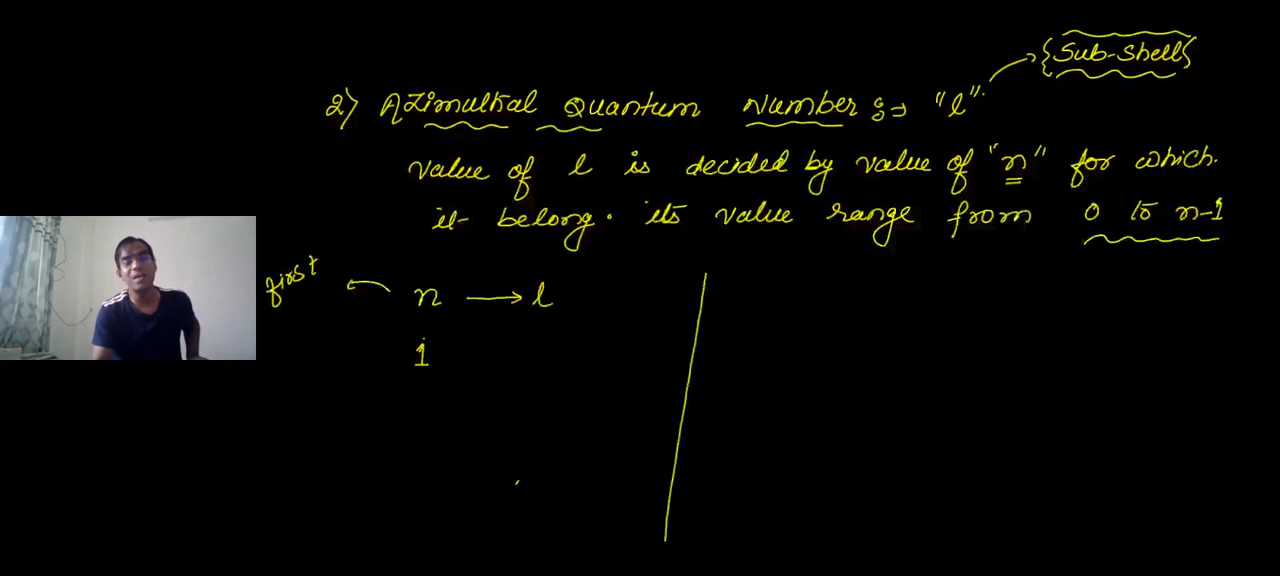 {Sub-Shell}
2) Azimuthal Quantum Number :→ "l"
value of l is decided by value of "n" for which
it belong. its value range from 0 to n-1
first ← n → l
1